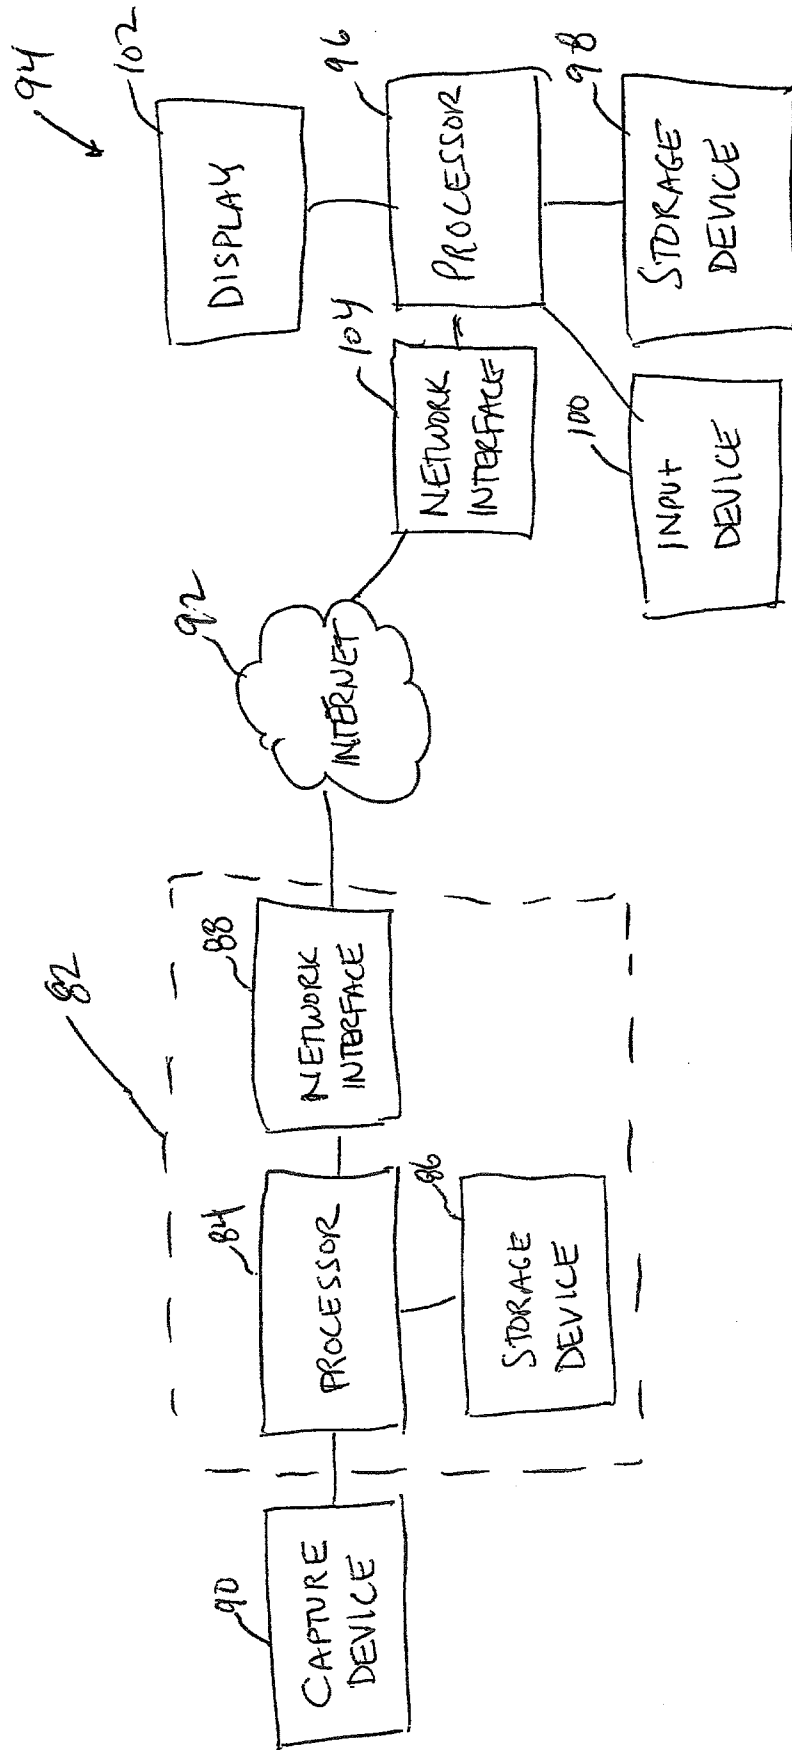 94
82
92
102
DISPLAY
96
PROCESSOR
98
STORAGE
DEVICE
104
NETWORK
INTERFACE
100
INPUT
DEVICE
INTERNET
88
NETWORK
INTERFACE
84
PROCESSOR
86
STORAGE
DEVICE
90
CAPTURE
DEVICE